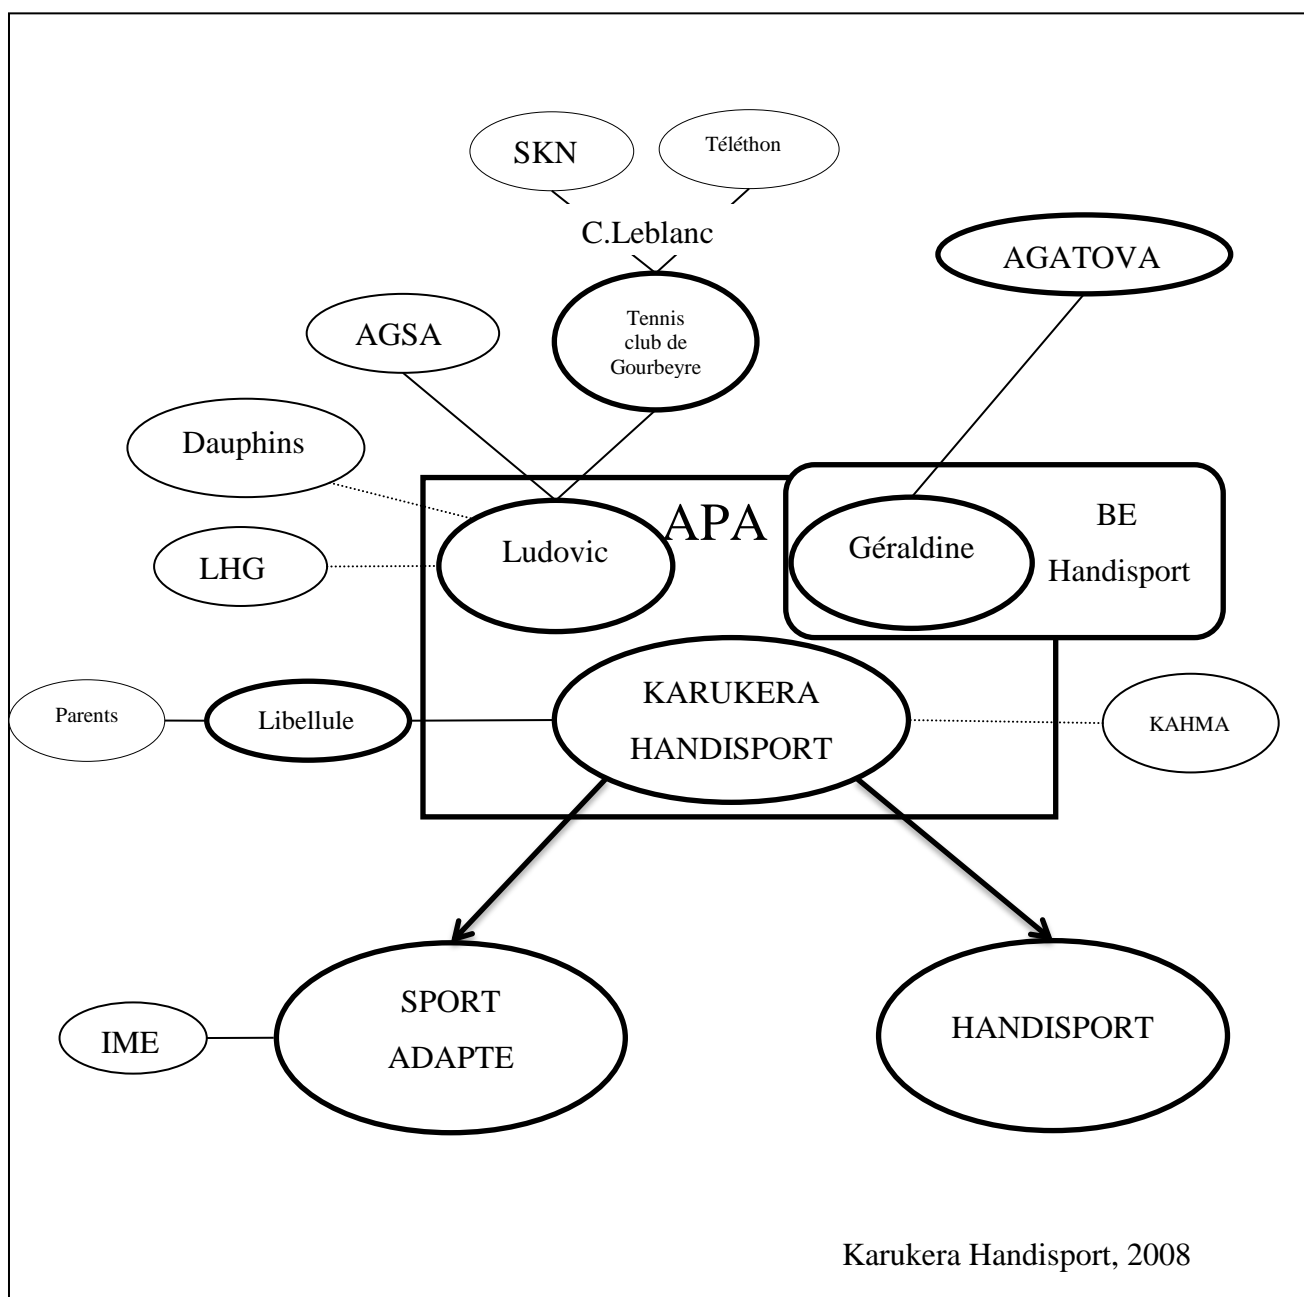 SKN
Téléthon
C.Leblanc
AGATOVA
AGSA
Tennis
club de
Gourbeyre
Dauphins
APA
BE
Handisport
Ludovic
Géraldine
LHG
KARUKERA
HANDISPORT
Parents
Libellule
KAHMA
SPORT
ADAPTE
HANDISPORT
IME
Karukera Handisport, 2008